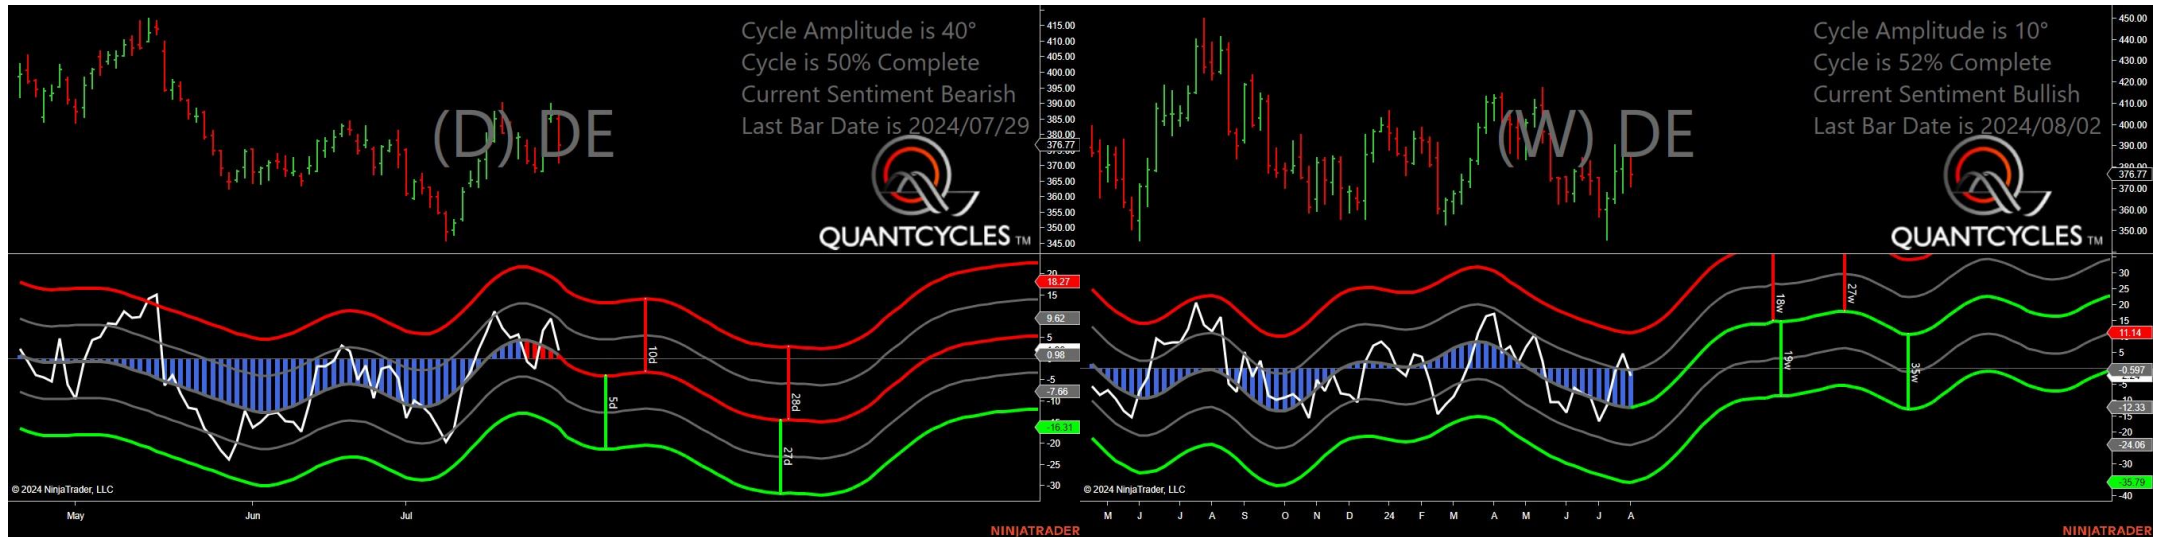 Cycle Amplitude is 40°
Cycle is 50% Complete
Current Sentiment Bearish
Last Bar Date is 2024/07/29
(D) DE
QUANTCYCLES TM
415.00
410.00
405.00
400.00
395.00
390.00
385.00
380.00
376.77
370.00
365.00
360.00
355.00
350.00
345.00
20
18.27
15
9.62
5
0.98
-5
-7.66
-10
-16.31
-20
-25
-30
10d
5d
28d
27d
© 2024 NinjaTrader, LLC
May
Jun
Jul
NINJATRADER
Cycle Amplitude is 10°
Cycle is 52% Complete
Current Sentiment Bullish
Last Bar Date is 2024/08/02
(W) DE
QUANTCYCLES TM
450.00
440.00
430.00
420.00
410.00
400.00
390.00
380.00
376.77
370.00
360.00
350.00
30
25
20
15
11.14
5
-0.597
-5
-10
-12.33
-15
-20
-24.06
-30
-35.79
-40
18w
27w
19w
35w
© 2024 NinjaTrader, LLC
M J J A S O N D 24 F M A M J J A
NINJATRADER